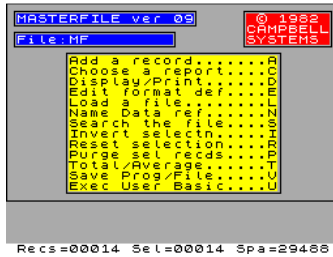 MASTERFILE ver 09
© 1982
CAMPBELL
SYSTEMS
File:MF
Add a record.......A
Choose a report....C
Display/Print......D
Edit format def....E
Load a file........L
Name Data ref......N
Search the file....S
Invert selectn.....I
Reset selection....R
Purge sel recds....P
Total/Average......T
Save Prog/File.....V
Exec User Basic....U
Recs=00014 Sel=00014 Spa=29488